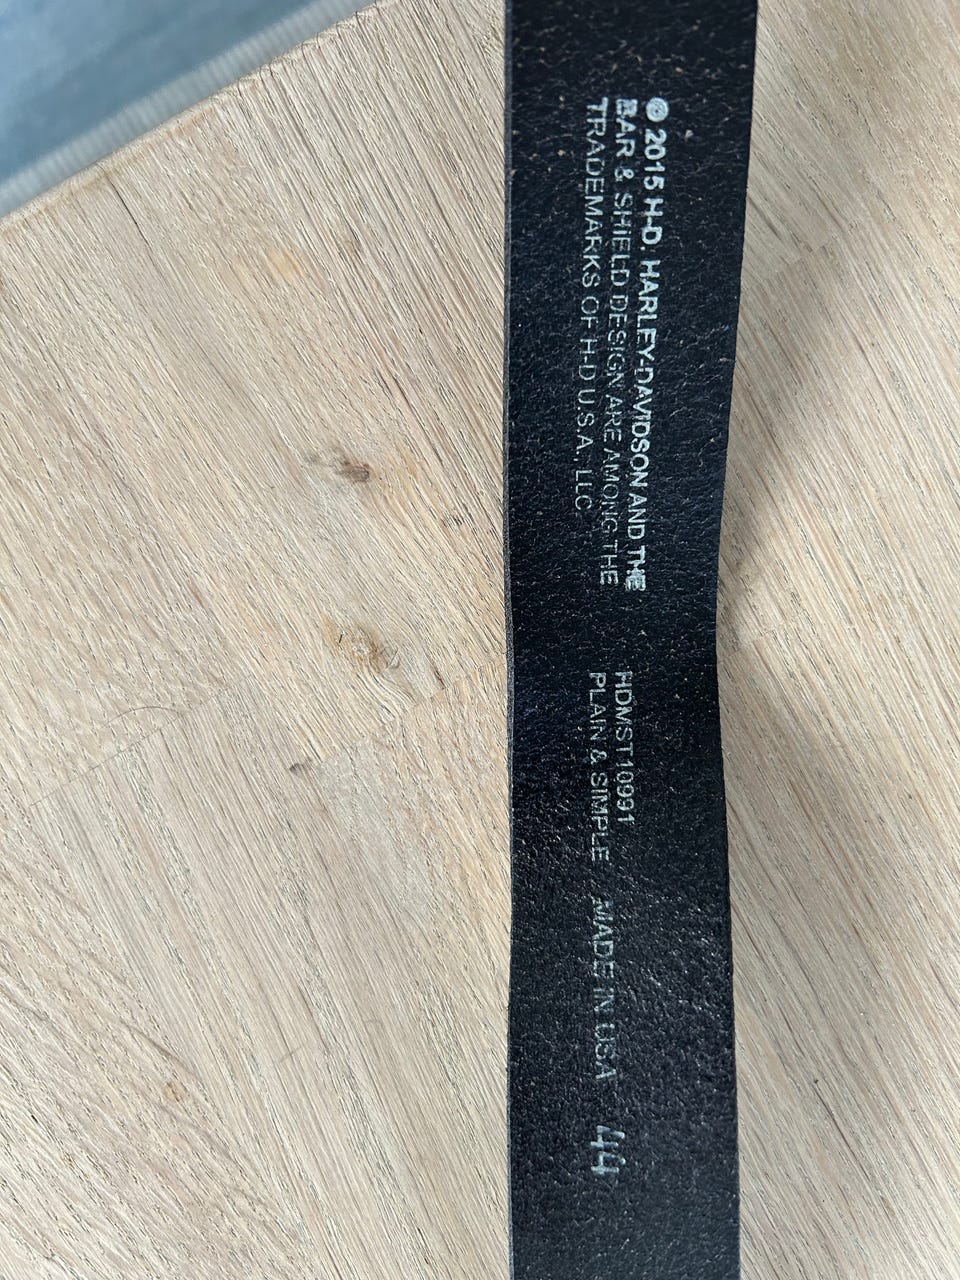 © 2015 H-D. HARLEY-DAVIDSON AND THE
BAR & SHIELD DESIGN ARE AMONG THE
TRADEMARKS OF H-D U.S.A., LLC
HDMST10991
PLAIN & SIMPLE MADE IN USA 44